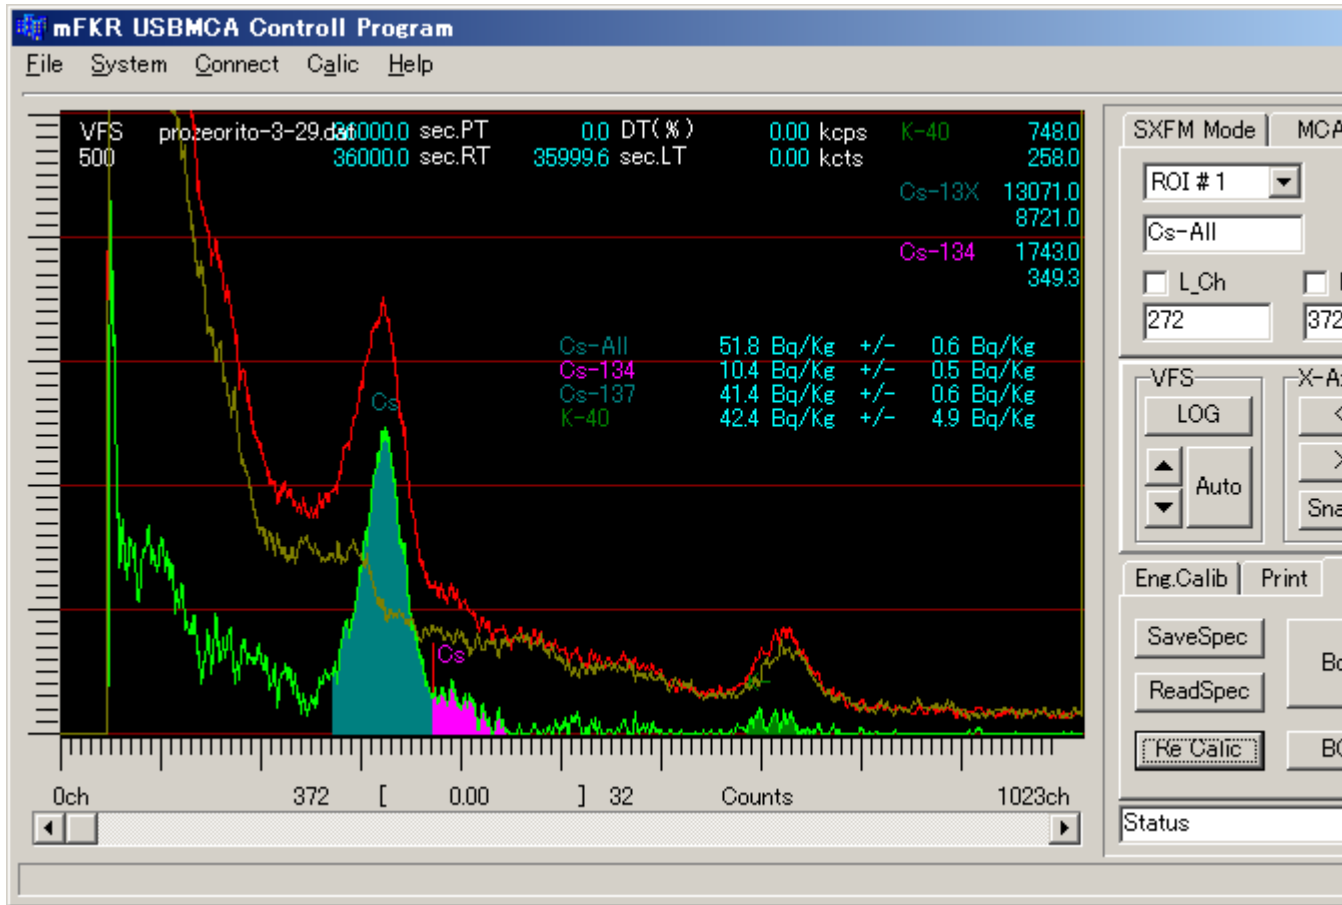 mFKR USBMCA Controll Program
File System Connect Calic Help
VFS prozeorito-3-29.dat 36000.0 sec.PT 0.0 DT(%) 0.00 kcps K-40 748.0
500 36000.0 sec.RT 35999.6 sec.LT 0.00 kcts 258.0
Cs-13X 13071.0
8721.0
Cs-134 1743.0
349.3
Cs-All 51.8 Bq/Kg +/- 0.6 Bq/Kg
Cs-134 10.4 Bq/Kg +/- 0.5 Bq/Kg
Cs-137 41.4 Bq/Kg +/- 0.6 Bq/Kg
K-40 42.4 Bq/Kg +/- 4.9 Bq/Kg
Cs
Cs
0ch 372 [ 0.00 ] 32 Counts 1023ch
SXFM Mode MCA
ROI # 1
Cs-All
L_Ch
272 372
VFS
LOG
Auto
Sna
Eng.Calib Print
SaveSpec
ReadSpec
Re Calic
Status